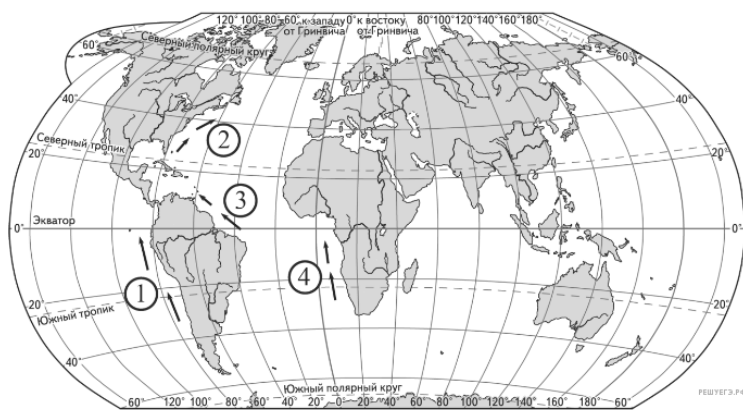 120° 100° 80° 60° к западу 0° к востоку 80° 100° 120° 140° 160° 180°
от Гринвича от Гринвича
60° Северный полярный круг 60°
40° 40°
2
Северный тропик
20° 20°
3
Экватор
0° 0°
4
1
20° 20°
Южный тропик
40° 40°
Южный полярный круг
60° 120° 100° 80° 60° 40° 20° 0° 20° 40° 60° 80° 100° 120° 140° 160° 180° 60°
РЕШУЕГЭ.РФ